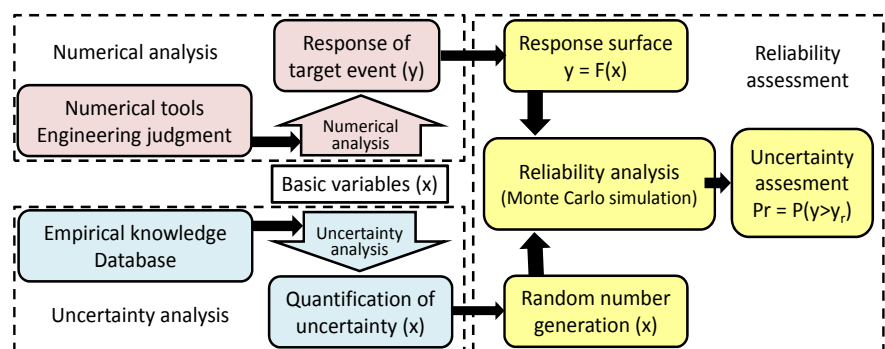 Numerical analysis
Response of
target event (y)
Numerical tools
Engineering judgment
Numerical
analysis
Basic variables (x)
Empirical knowledge
Database
Uncertainty
analysis
Uncertainty analysis
Quantification of
uncertainty (x)
Response surface
y = F(x)
Reliability
assessment
Reliability analysis
(Monte Carlo simulation)
Uncertainty
assesment
Pr = P(y>yr)
Random number
generation (x)